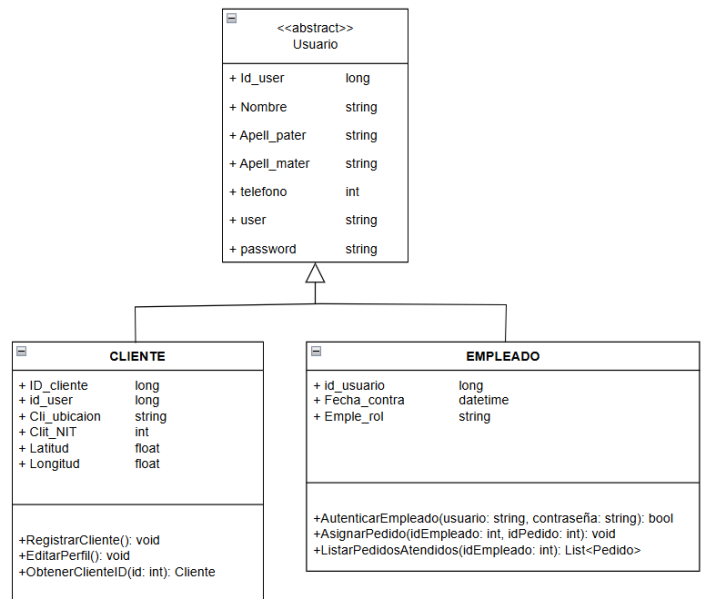 <<abstract>>
Usuario
+ Id_user long
+ Nombre string
+ Apell_pater string
+ Apell_mater string
+ telefono int
+ user string
+ password string
CLIENTE
+ ID_cliente long
+ id_user long
+ Cli_ubicaion string
+ Clit_NIT int
+ Latitud float
+ Longitud float
+RegistrarCliente(): void
+EditarPerfil(): void
+ObtenerClienteID(id: int): Cliente
EMPLEADO
+ id_usuario long
+ Fecha_contra datetime
+ Emple_rol string
+AutenticarEmpleado(usuario: string, contraseña: string): bool
+AsignarPedido(idEmpleado: int, idPedido: int): void
+ListarPedidosAtendidos(idEmpleado: int): List<Pedido>